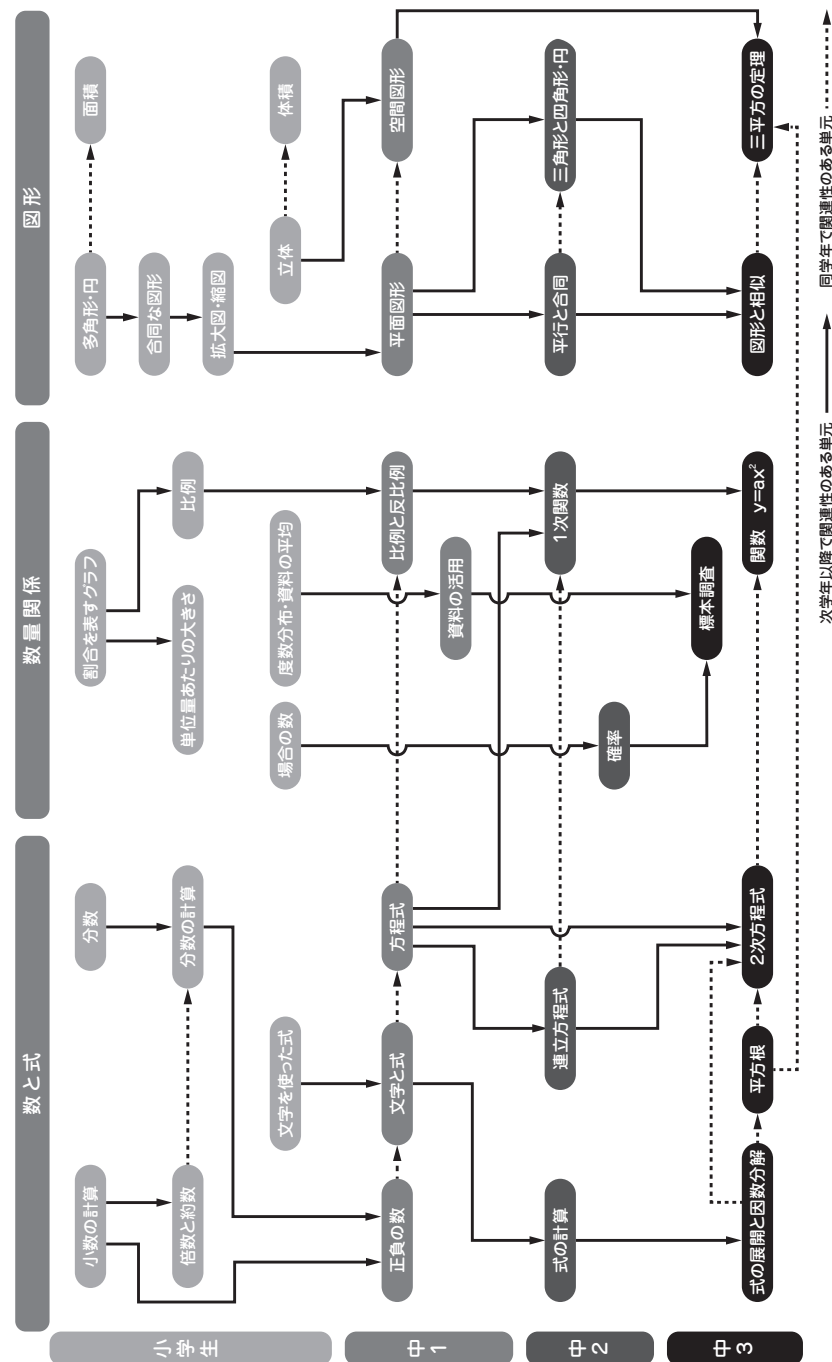 数と式
数量関係
図形
小学生
小数の計算
分数
割合を表すグラフ
多角形・円
面積
合同な図形
倍数と約数
分数の計算
単位量あたりの大きさ
比例
拡大図・縮図
文字を使った式
場合の数
度数分布・資料の平均
立体
体積
中1
正負の数
文字と式
方程式
比例と反比例
平面図形
空間図形
資料の活用
中2
式の計算
連立方程式
1次関数
平行と合同
三角形と四角形・円
確率
中3
標本調査
式の展開と因数分解
平方根
2次方程式
関数 y=ax²
図形と相似
三平方の定理
次学年以降で関連性のある単元
同学年で関連性のある単元